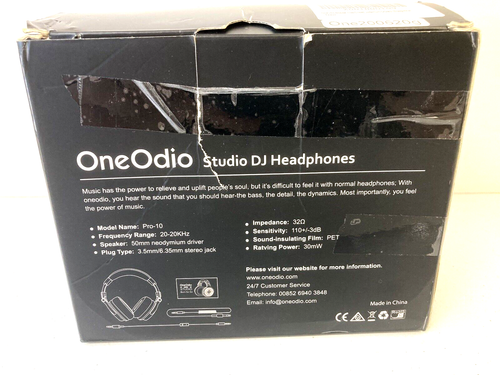 OneOdio Studio DJ Headphones
Music has the power to relieve and uplift people's soul, but it's difficult to feel it with normal headphones; With
oneodio, you hear the sound that you should hear-the bass, the detail, the dynamics. Most importantly, you feel
the power of music.
Model Name: Pro-10
Frequency Range: 20-20KHz
Speaker: 50mm neodymium driver
Plug Type: 3.5mm/6.35mm stereo jack
Impedance: 32Ω
Sensitivity: 110+/-3dB
Sound-insulating Film: PET
Ratving Power: 30mW
Please visit our website for more information.
www.oneodio.com
24/7 Customer Service
Telephone: 00852 6940 3848
Email: info@oneodio.com
Made in China
CE